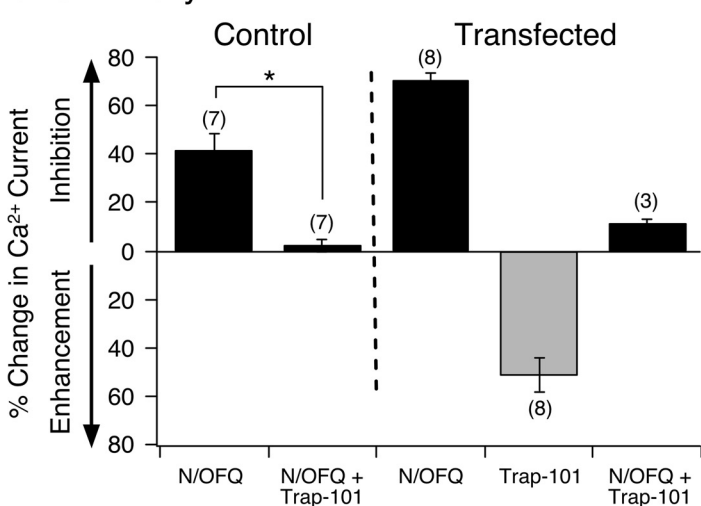 Control
Transfected
% Change in Ca²⁺ Current
Inhibition
Enhancement
80
60
40
20
0
20
40
60
80
(7)
*
(7)
(8)
(8)
(3)
N/OFQ
N/OFQ +
Trap-101
N/OFQ
Trap-101
N/OFQ +
Trap-101